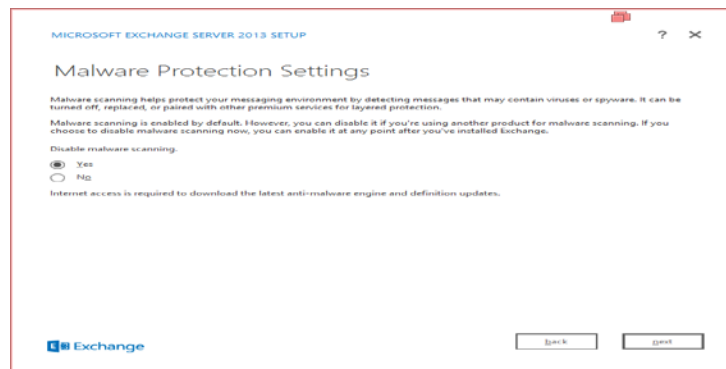 MICROSOFT EXCHANGE SERVER 2013 SETUP
? ×
Malware Protection Settings
Malware scanning helps protect your messaging environment by detecting messages that may contain viruses or spyware. It can be
turned off, replaced, or paired with other premium services for layered protection.
Malware scanning is enabled by default. However, you can disable it if you're using another product for malware scanning. If you
choose to disable malware scanning now, you can enable it at any point after you've installed Exchange.
Disable malware scanning.
Yes
No
Internet access is required to download the latest anti-malware engine and definition updates.
E Exchange
back
next